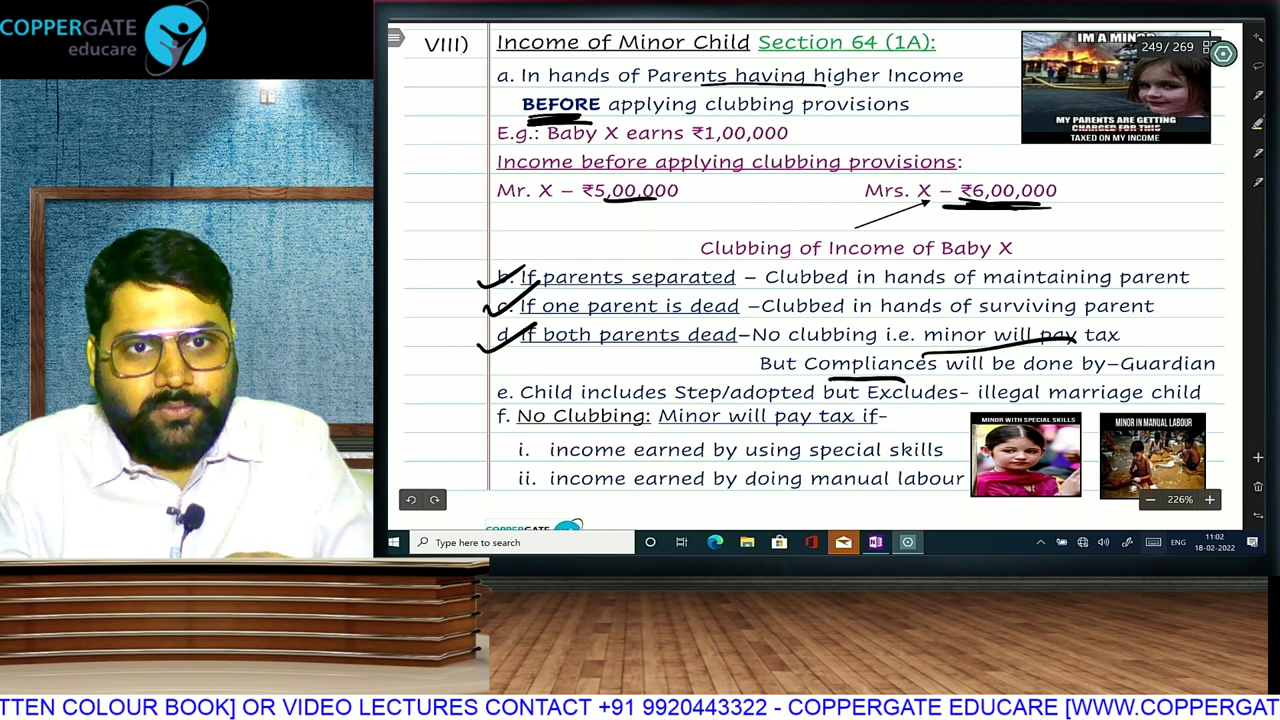 COPPERGATE
educare
VIII)
Income of Minor Child Section 64 (1A):
a. In hands of Parents having higher Income
BEFORE applying clubbing provisions
E.g.: Baby X earns ₹1,00,000
Income before applying clubbing provisions:
Mr. X – ₹5,00,000
Mrs. X – ₹6,00,000
Clubbing of Income of Baby X
b. If parents separated – Clubbed in hands of maintaining parent
c. If one parent is dead –Clubbed in hands of surviving parent
d. If both parents dead–No clubbing i.e. minor will pay tax
But Compliances will be done by–Guardian
e. Child includes Step/adopted but Excludes- illegal marriage child
f. No Clubbing: Minor will pay tax if-
i. income earned by using special skills
ii. income earned by doing manual labour
IM A MINOR
249/269
MY PARENTS ARE GETTING
CHARGED FOR THIS
TAXED ON MY INCOME
MINOR WITH SPECIAL SKILLS
MINOR IN MANUAL LABOUR
226%
COPPERGATE
Type here to search
ENG
11:02
18-02-2022
TTEN COLOUR BOOK] OR VIDEO LECTURES CONTACT +91 9920443322 - COPPERGATE EDUCARE [WWW.COPPERGAT